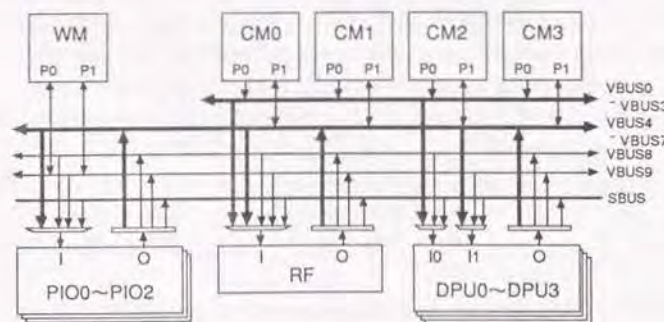 WM
CM0 CM1 CM2 CM3
P0 P1 P0 P1 P0 P1 P0 P1 P0 P1
VBUS0
~ VBUS3
VBUS4
~ VBUS7
VBUS8
VBUS9
SBUS
I O I O I0 I1 O
PIO0～PIO2 RF DPU0～DPU3